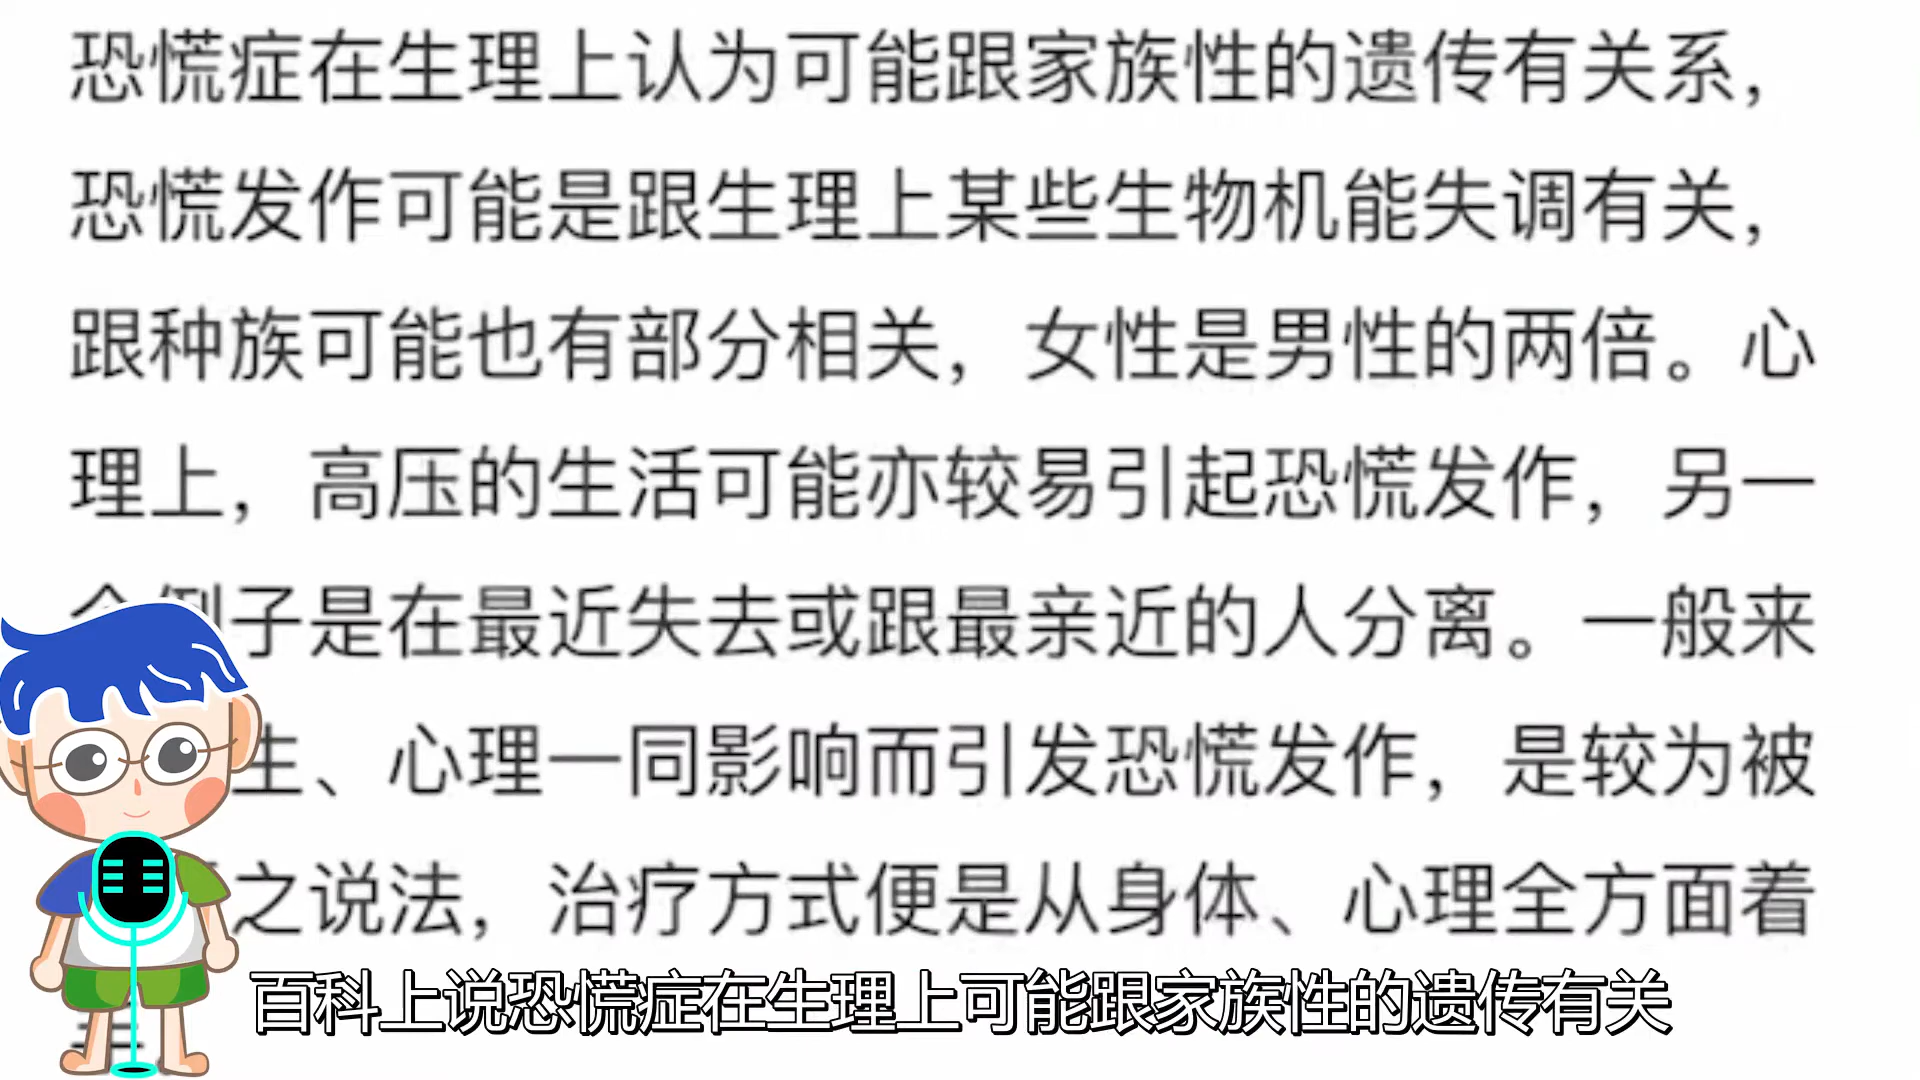 恐慌症在生理上认为可能跟家族性的遗传有关系，
恐慌发作可能是跟生理上某些生物机能失调有关，
跟种族可能也有部分相关，女性是男性的两倍。心
理上，高压的生活可能亦较易引起恐慌发作，另一
子是在最近失去或跟最亲近的人分离。一般来
生、心理一同影响而引发恐慌发作，是较为被
之说法，治疗方式便是从身体、心理全方面着
百科上说恐慌症在生理上可能跟家族性的遗传有关